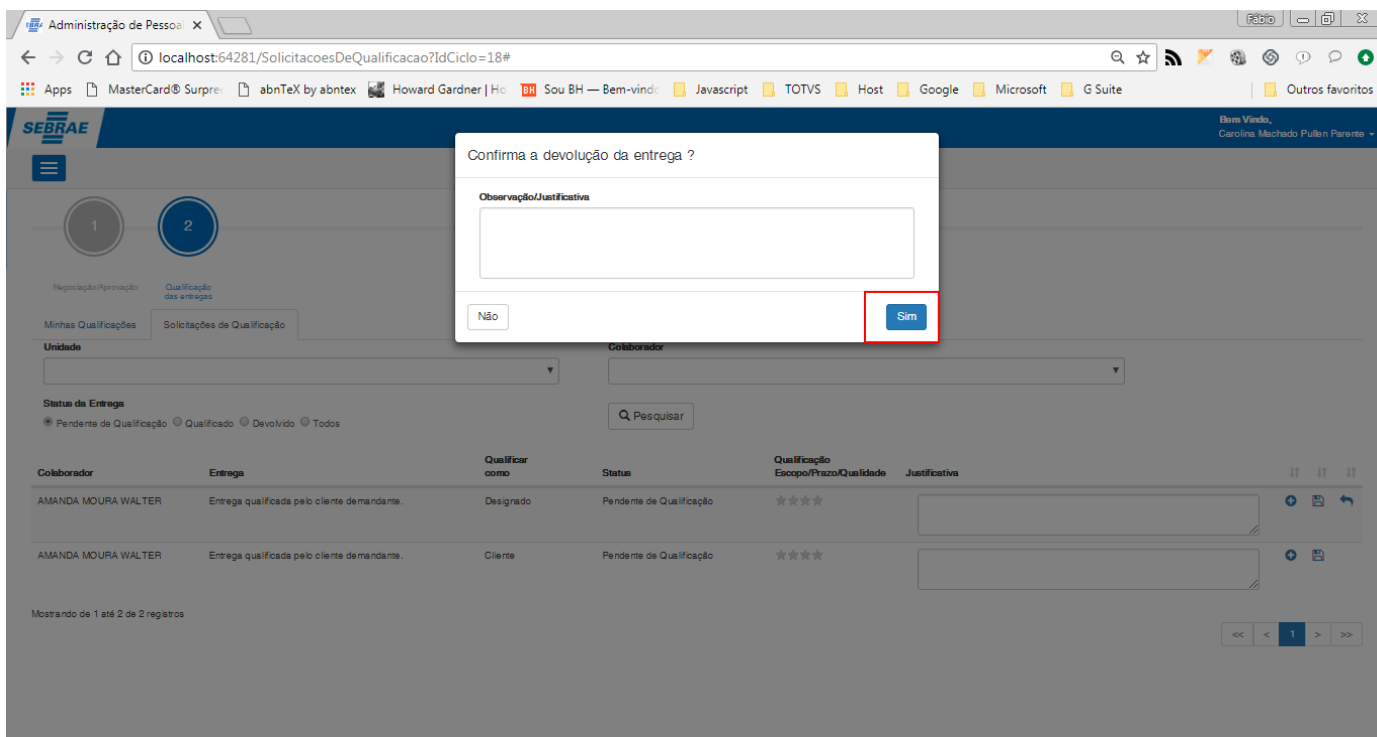 Administração de Pessoal
Fábio
localhost:64281/SolicitacoesDeQualificacao?IdCiclo=18#
Apps MasterCard® Surpre abnTeX by abntex Howard Gardner | Ho BH Sou BH — Bem-vindo Javascript TOTVS Host Google Microsoft G Suite Outros favoritos
SEBRAE
Bem Vindo,
Carolina Machado Pullen Parente
Confirma a devolução da entrega ?
Observação/Justificativa
Não Sim
1 2
Negociação/Aprovação Qualificação
das entregas
Minhas Qualificações Solicitações de Qualificação
Unidade Colaborador
Status da Entrega
Pendente de Qualificação Qualificado Devolvido Todos
Pesquisar
Colaborador Entrega Qualificar como Status Qualificação Escopo/Prazo/Qualidade Justificativa
AMANDA MOURA WALTER Entrega qualificada pelo cliente demandante. Designado Pendente de Qualificação
AMANDA MOURA WALTER Entrega qualificada pelo cliente demandante. Cliente Pendente de Qualificação
Mostrando de 1 até 2 de 2 registros
<< < 1 > >>